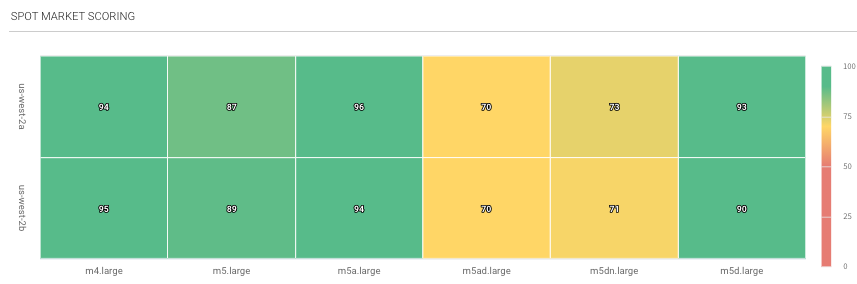 SPOT MARKET SCORING
us-west-2a
94 87 96 70 73 93
us-west-2b
95 89 94 70 71 90
m4.large m5.large m5a.large m5ad.large m5dn.large m5d.large
100
75
50
25
0